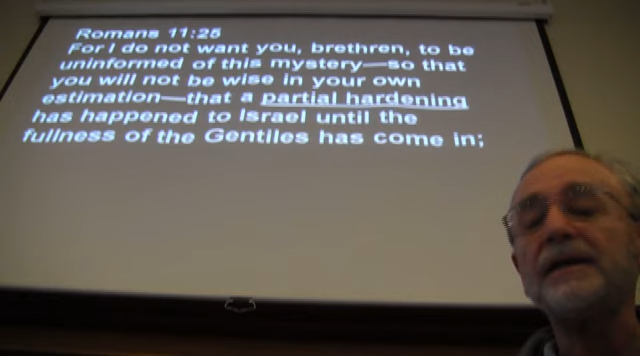 Romans 11:25
For I do not want you, brethren, to be
uninformed of this mystery—so that
you will not be wise in your own
estimation—that a partial hardening
has happened to Israel until the
fullness of the Gentiles has come in;